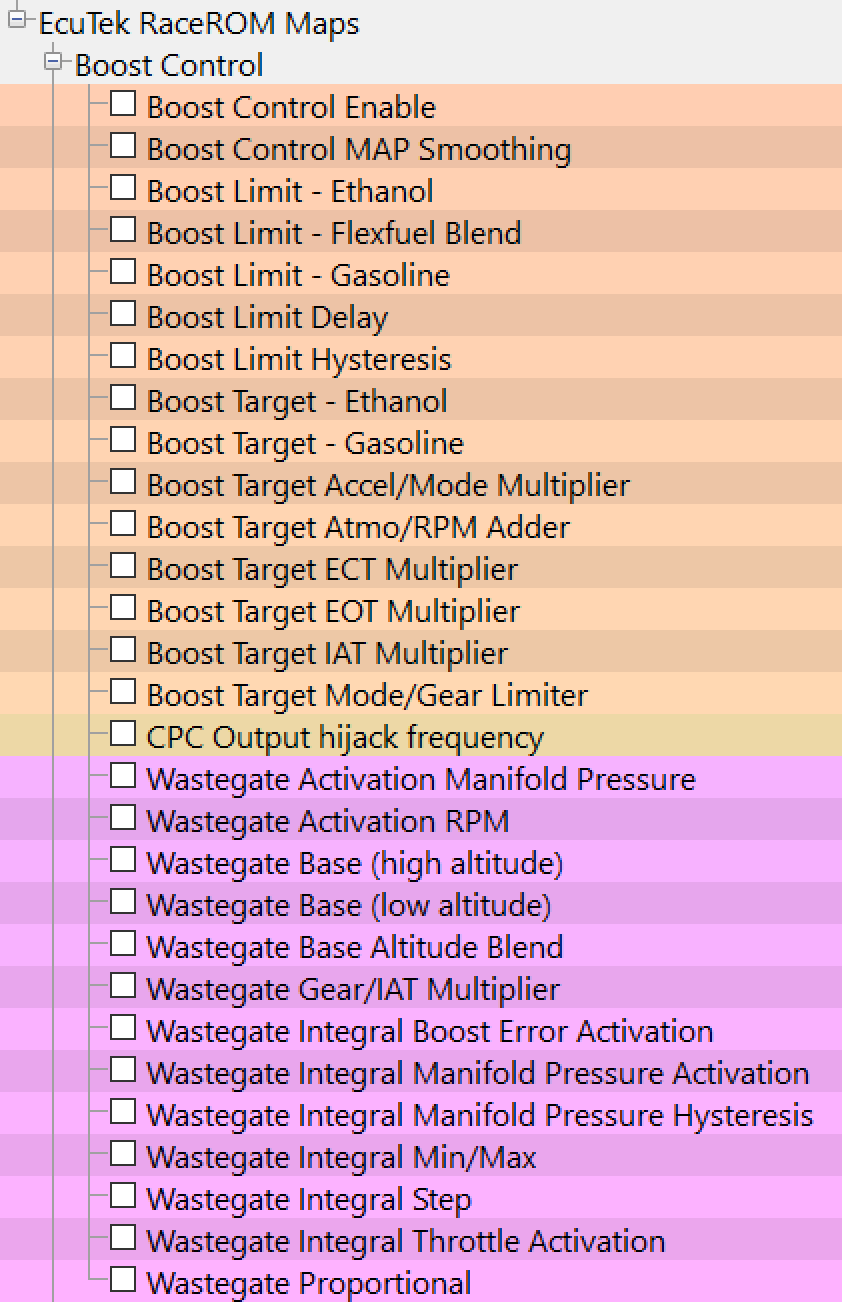 EcuTek RaceROM Maps
Boost Control
Boost Control Enable
Boost Control MAP Smoothing
Boost Limit - Ethanol
Boost Limit - Flexfuel Blend
Boost Limit - Gasoline
Boost Limit Delay
Boost Limit Hysteresis
Boost Target - Ethanol
Boost Target - Gasoline
Boost Target Accel/Mode Multiplier
Boost Target Atmo/RPM Adder
Boost Target ECT Multiplier
Boost Target EOT Multiplier
Boost Target IAT Multiplier
Boost Target Mode/Gear Limiter
CPC Output hijack frequency
Wastegate Activation Manifold Pressure
Wastegate Activation RPM
Wastegate Base (high altitude)
Wastegate Base (low altitude)
Wastegate Base Altitude Blend
Wastegate Gear/IAT Multiplier
Wastegate Integral Boost Error Activation
Wastegate Integral Manifold Pressure Activation
Wastegate Integral Manifold Pressure Hysteresis
Wastegate Integral Min/Max
Wastegate Integral Step
Wastegate Integral Throttle Activation
Wastegate Proportional